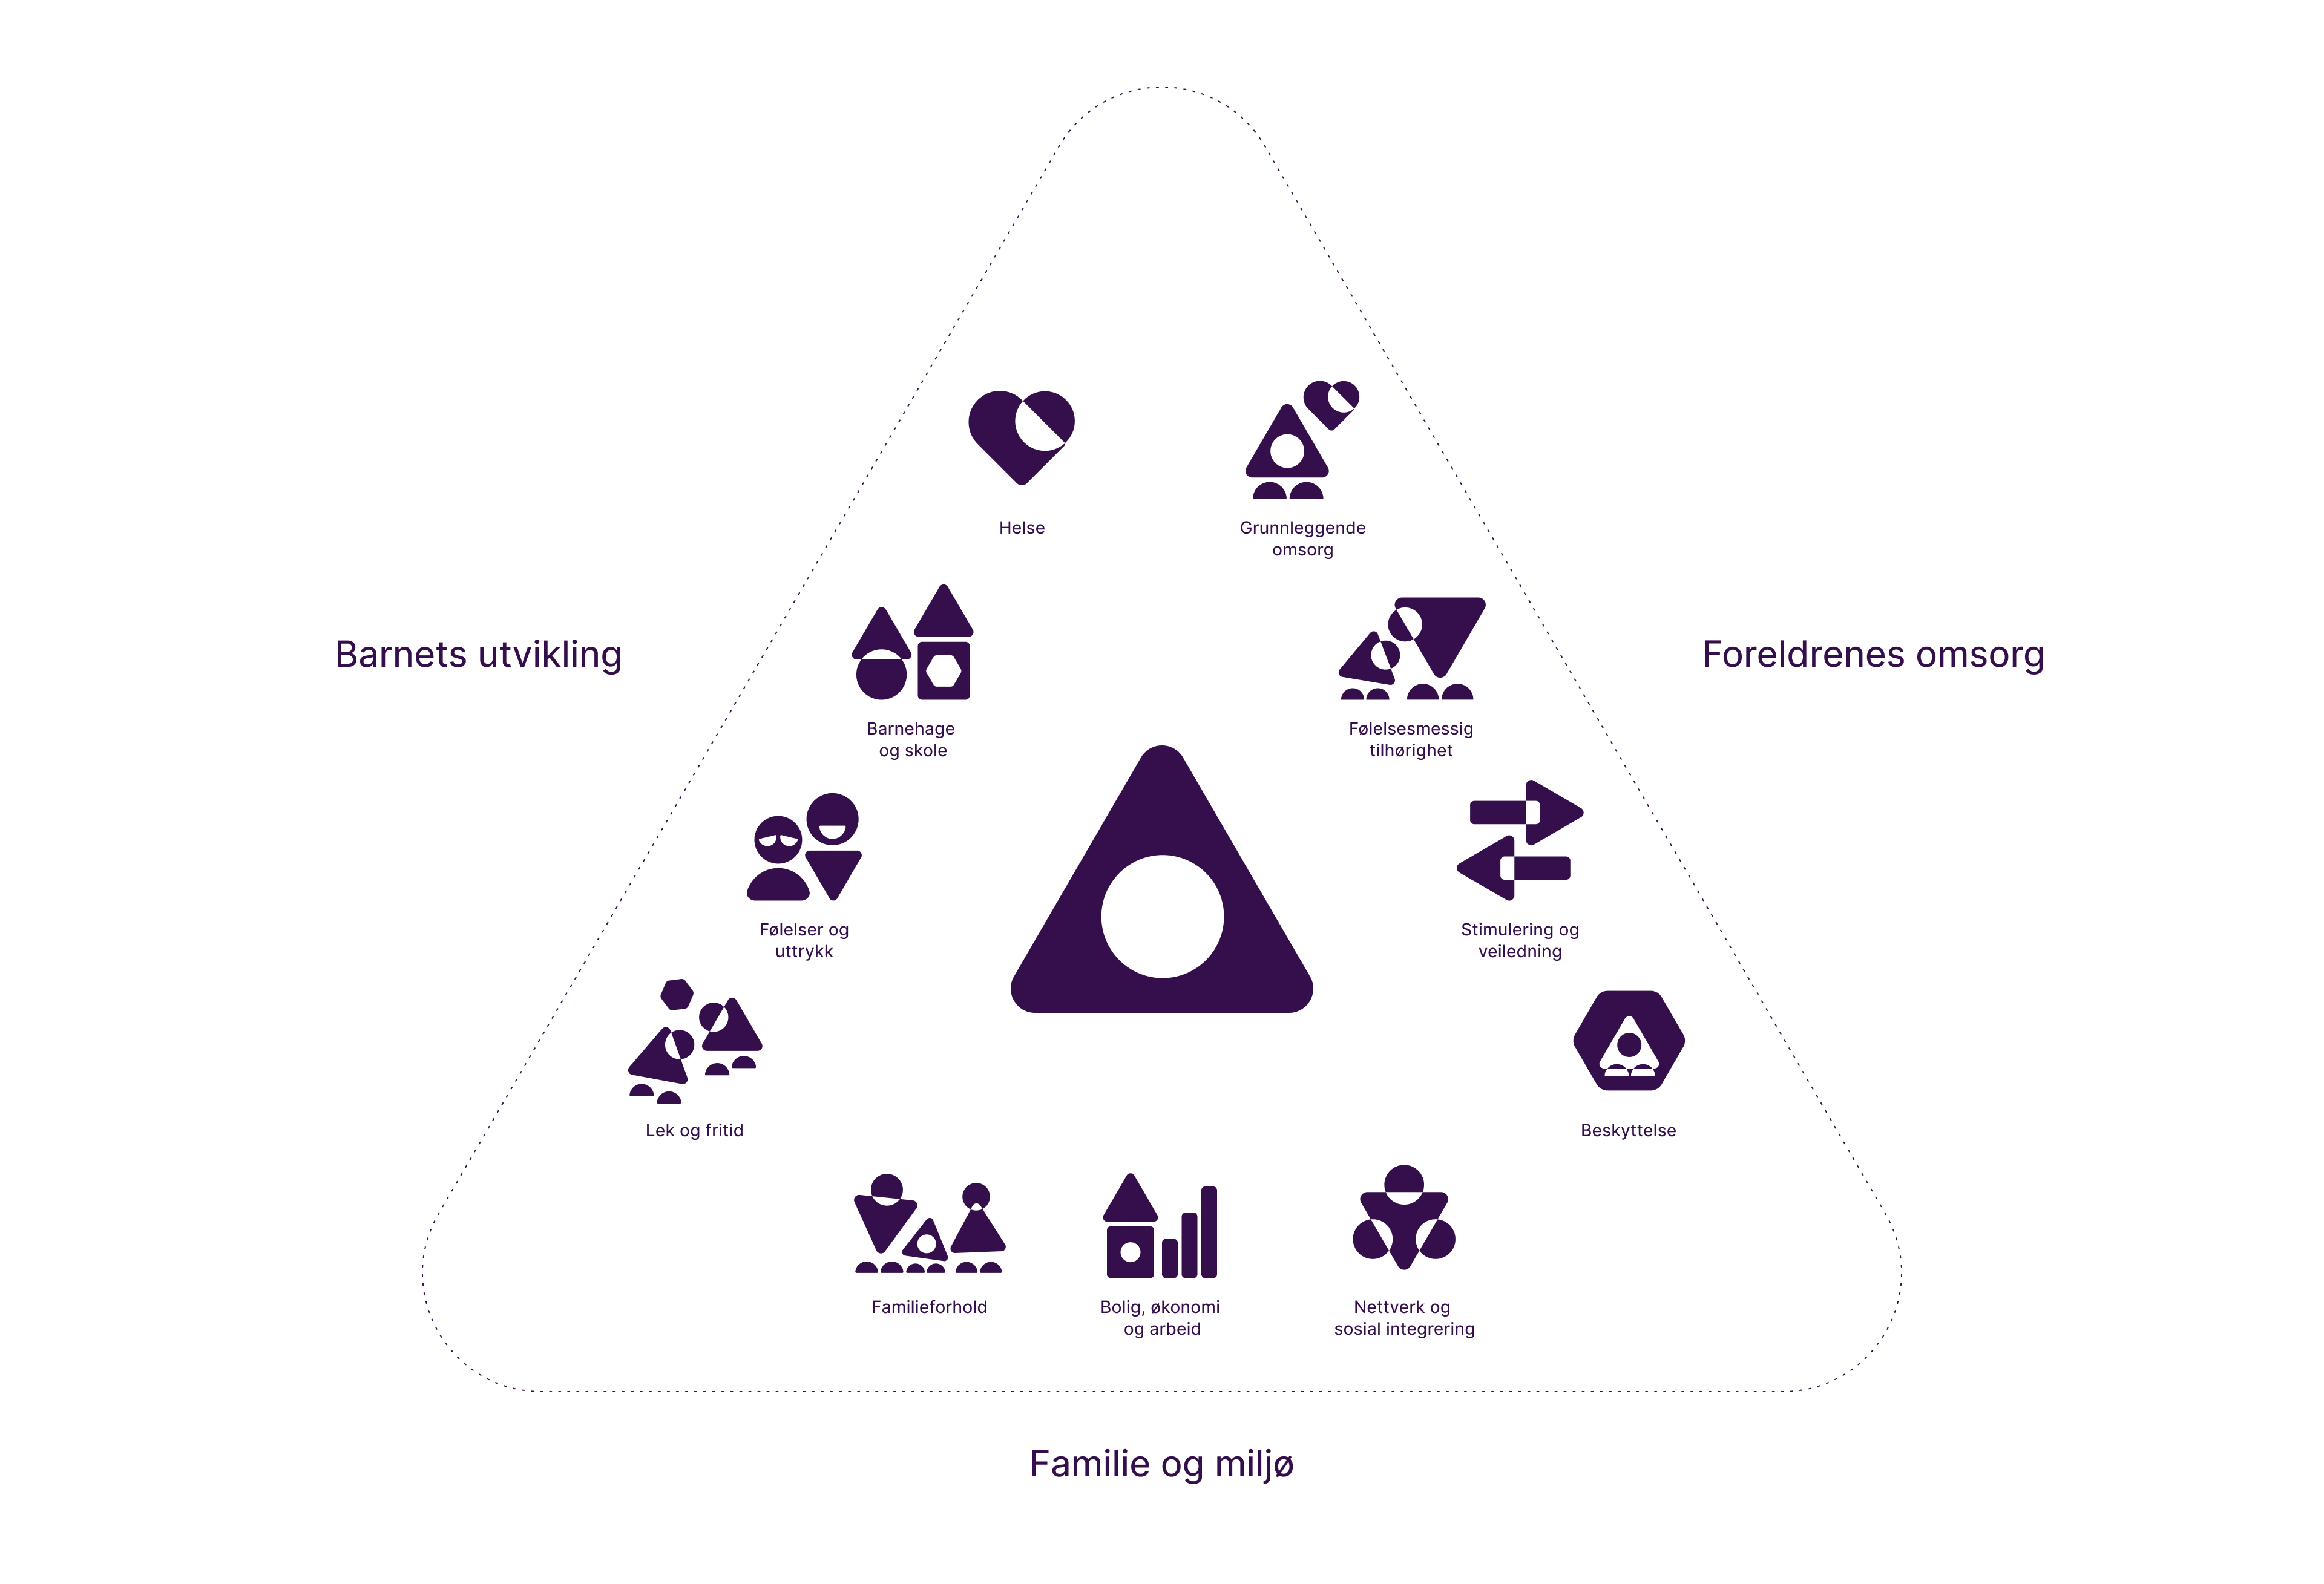 Helse
Grunnleggende
omsorg
Barnets utvikling
Foreldrenes omsorg
Barnehage
og skole
Følelsesmessig
tilhørighet
Følelser og
uttrykk
Stimulering og
veiledning
Lek og fritid
Beskyttelse
Familieforhold
Bolig, økonomi
og arbeid
Nettverk og
sosial integrering
Familie og miljø